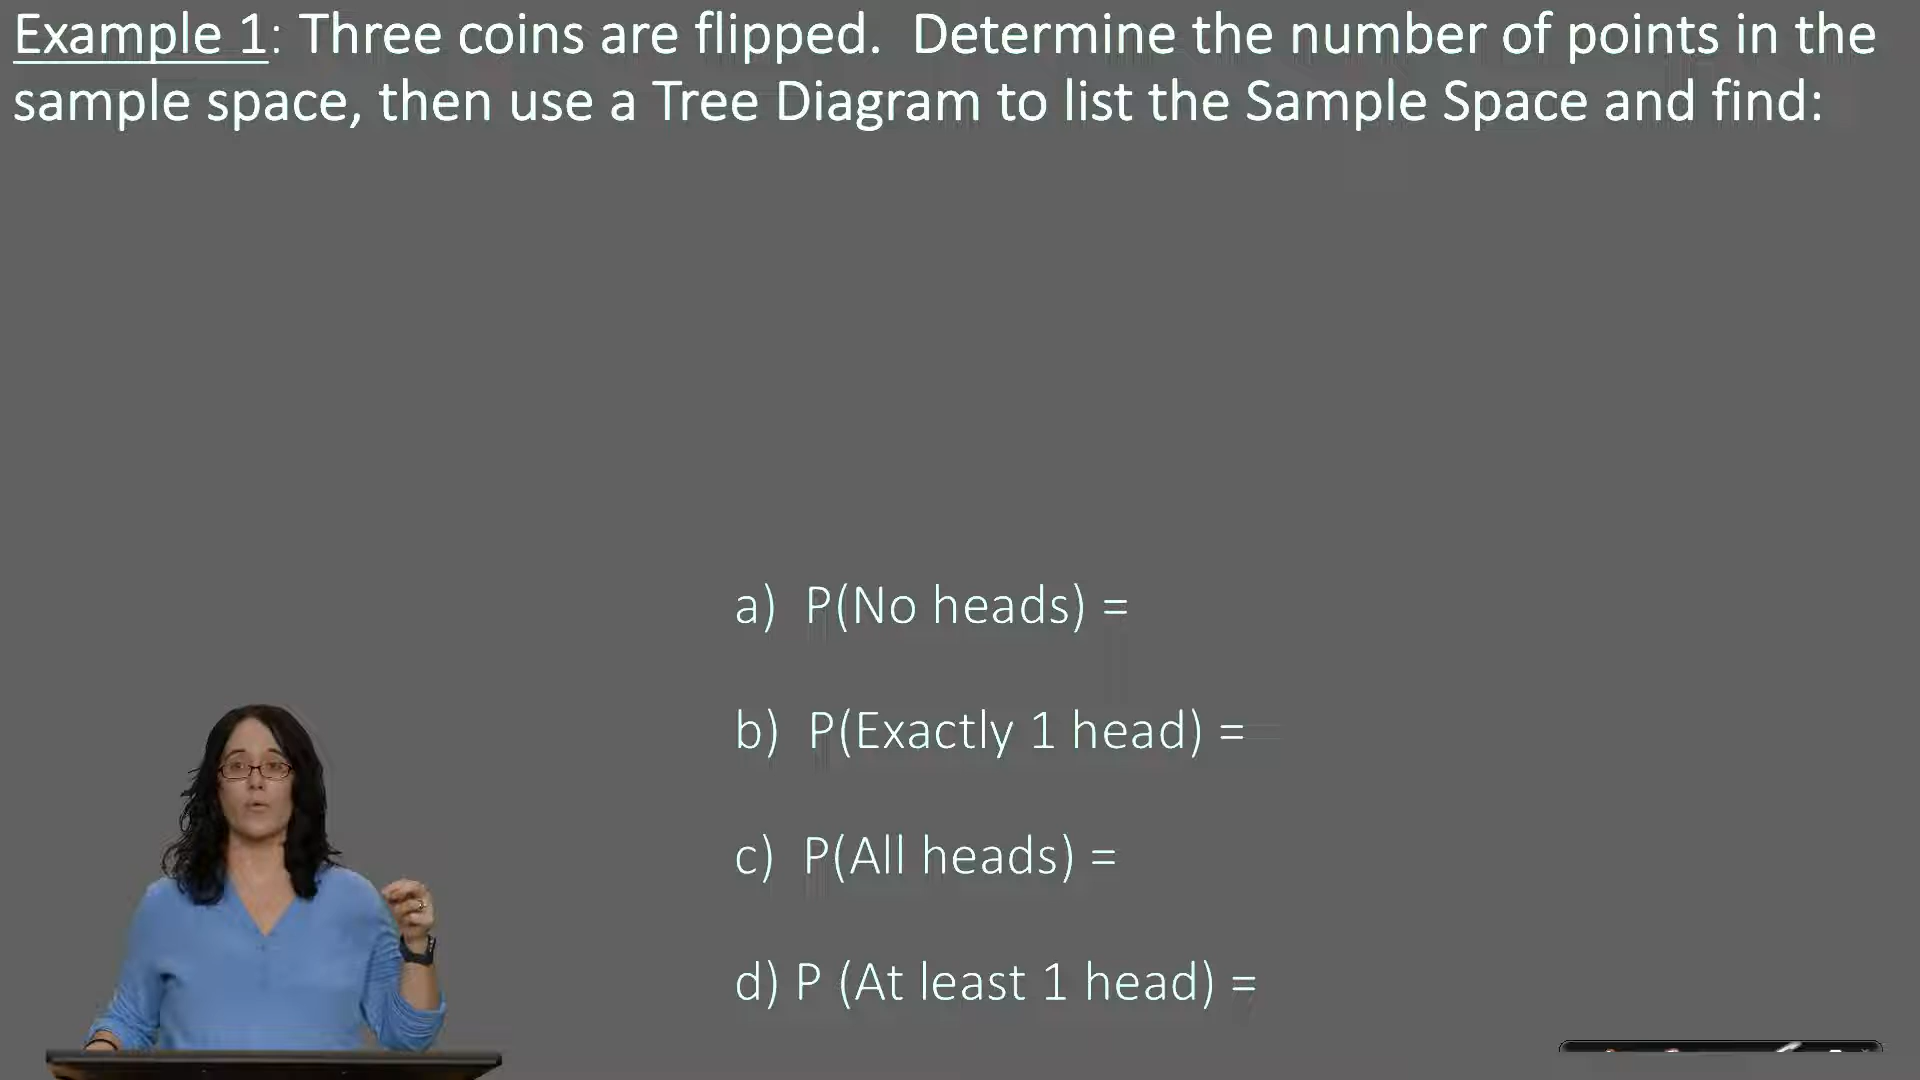 Example 1: Three coins are flipped. Determine the number of points in the
sample space, then use a Tree Diagram to list the Sample Space and find:
a) P(No heads) =
b) P(Exactly 1 head) =
c) P(All heads) =
d) P (At least 1 head) =